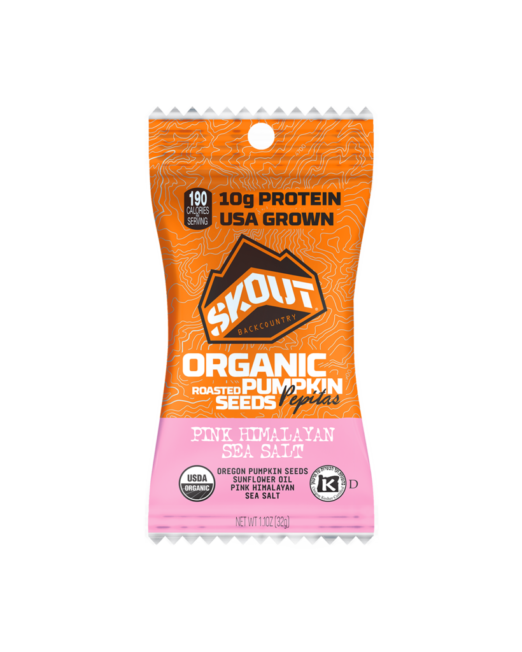 190
CALORIES
PER
SERVING
10g PROTEIN
USA GROWN
SKOUT
BACKCOUNTRY
ORGANIC
ROASTED PUMPKIN
SEEDS Pepitas
PINK HIMALAYAN
SEA SALT
USDA
ORGANIC
OREGON PUMPKIN SEEDS
SUNFLOWER OIL
PINK HIMALAYAN
SEA SALT
K
D
NET WT 1.1OZ (32g)